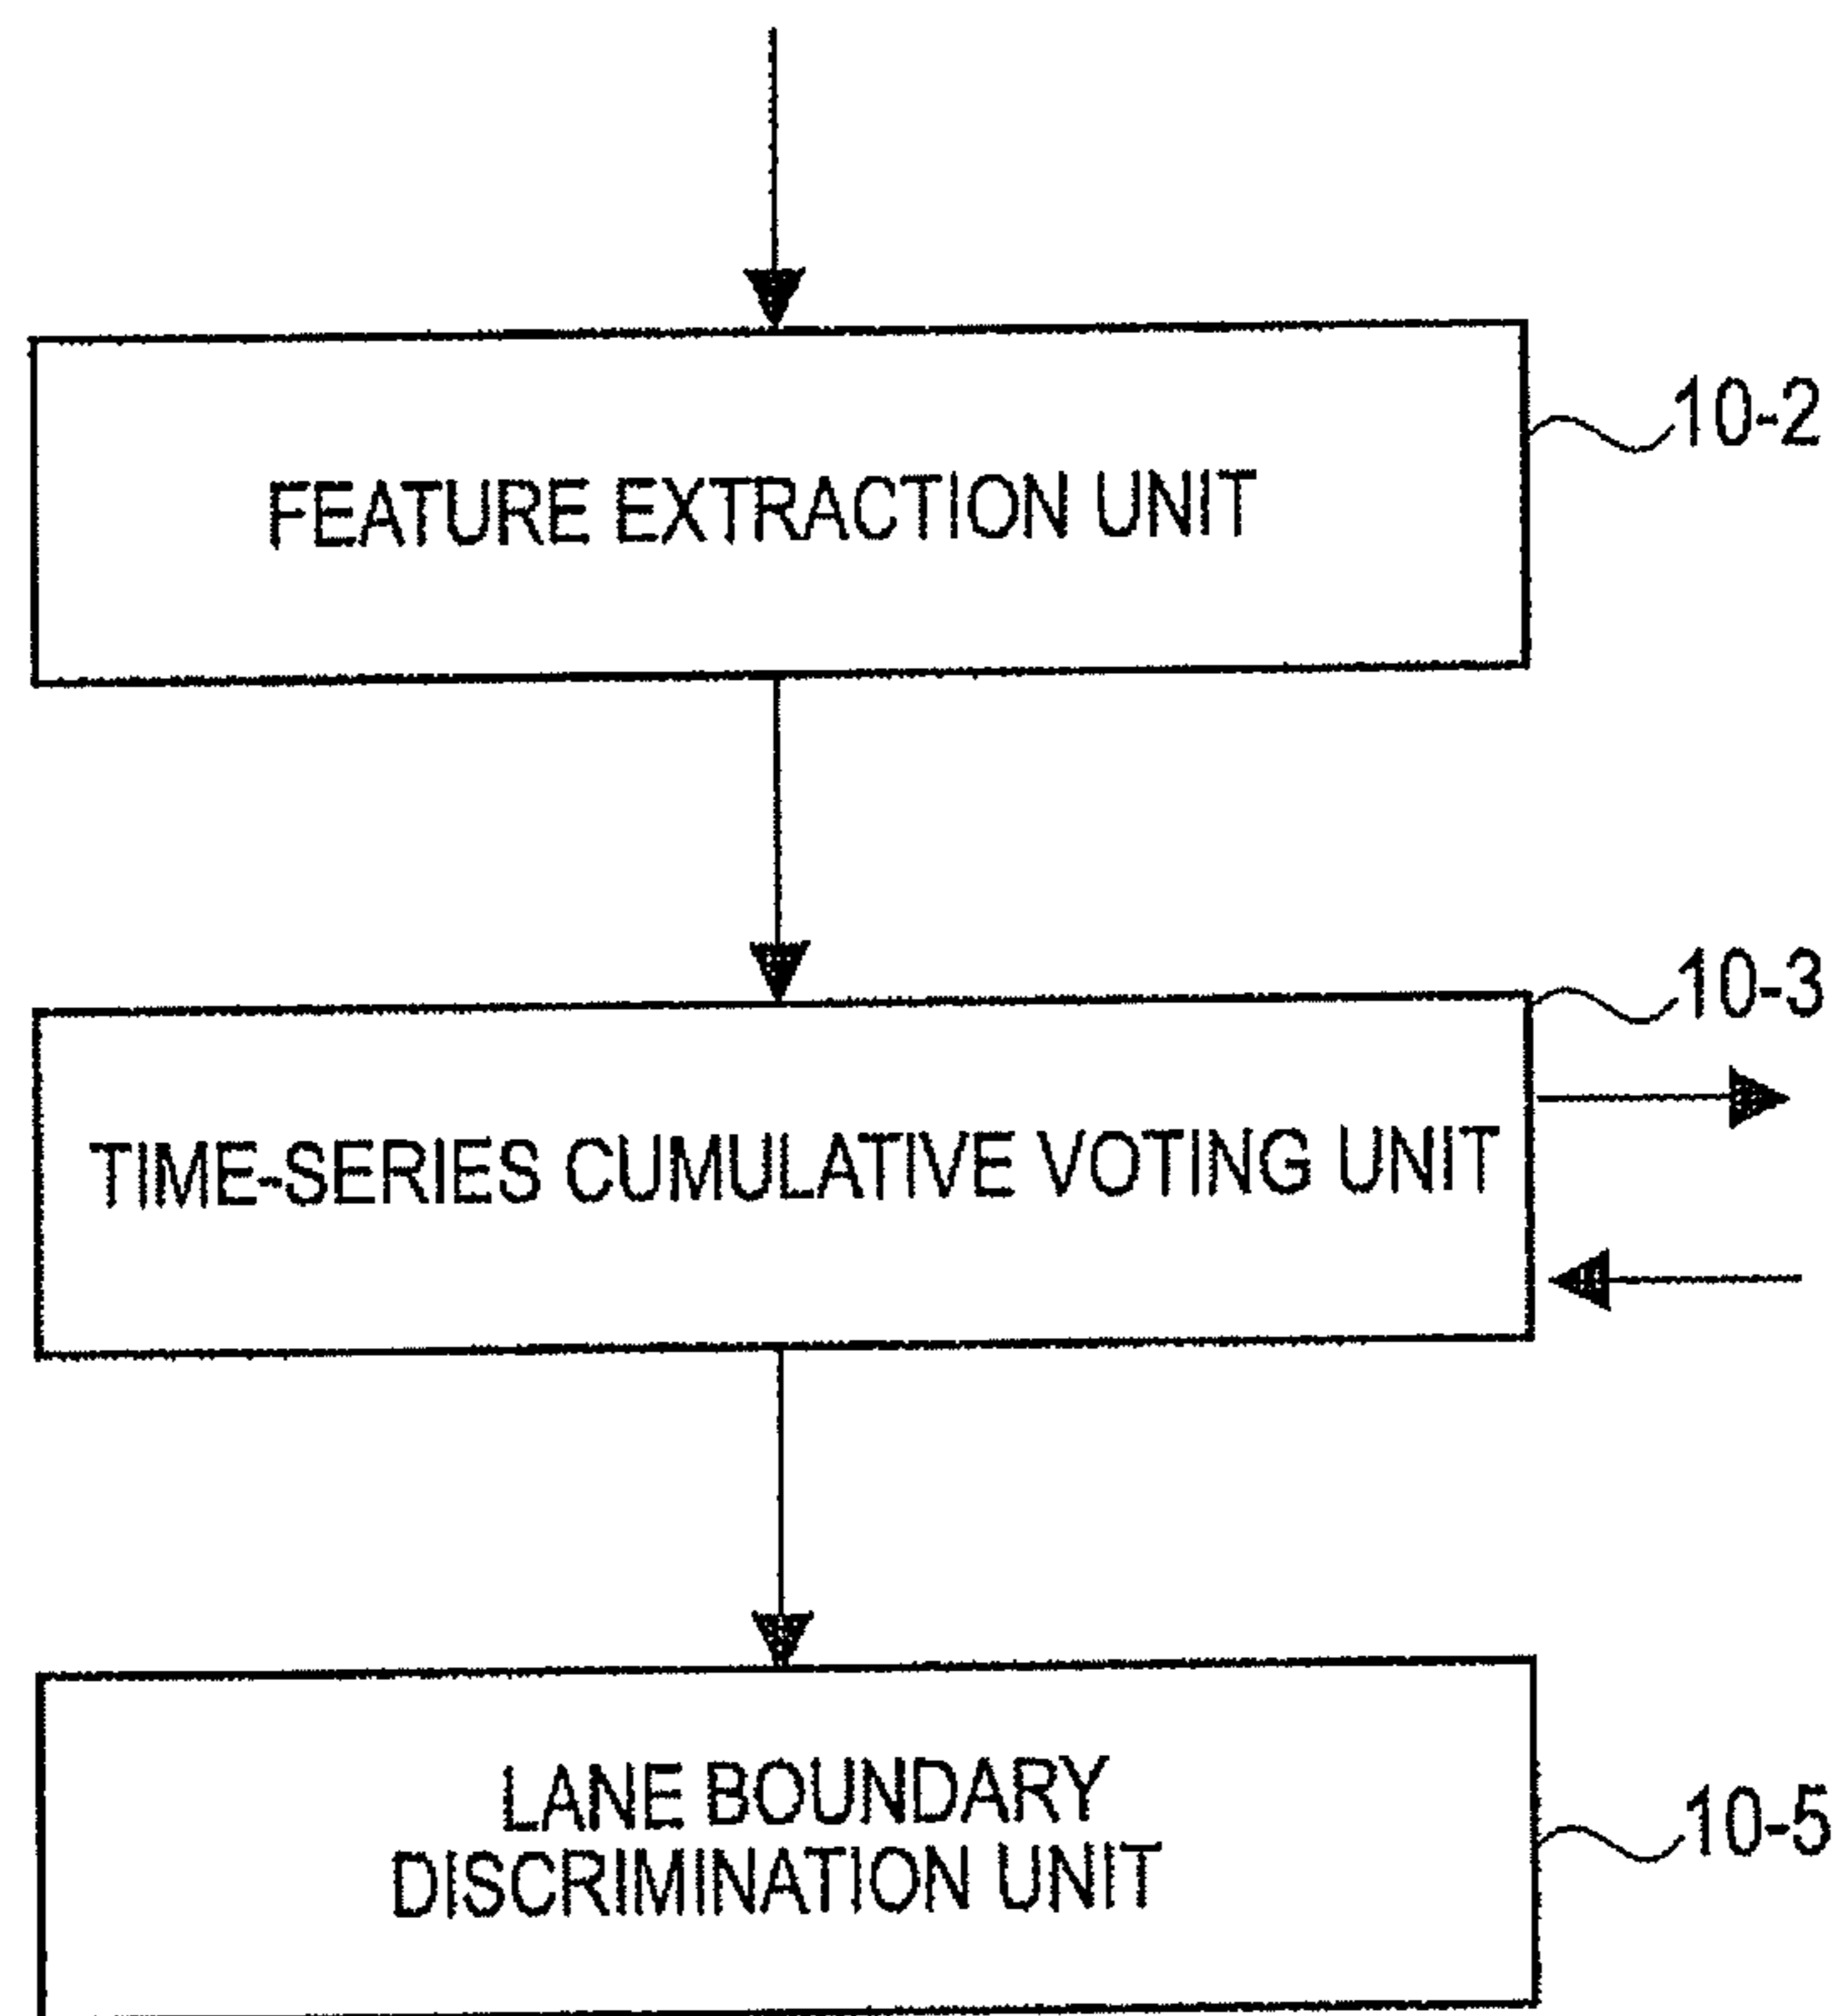 10-2
FEATURE EXTRACTION UNIT
10-3
TIME-SERIES CUMULATIVE VOTING UNIT
LANE BOUNDARY
DISCRIMINATION UNIT
10-5